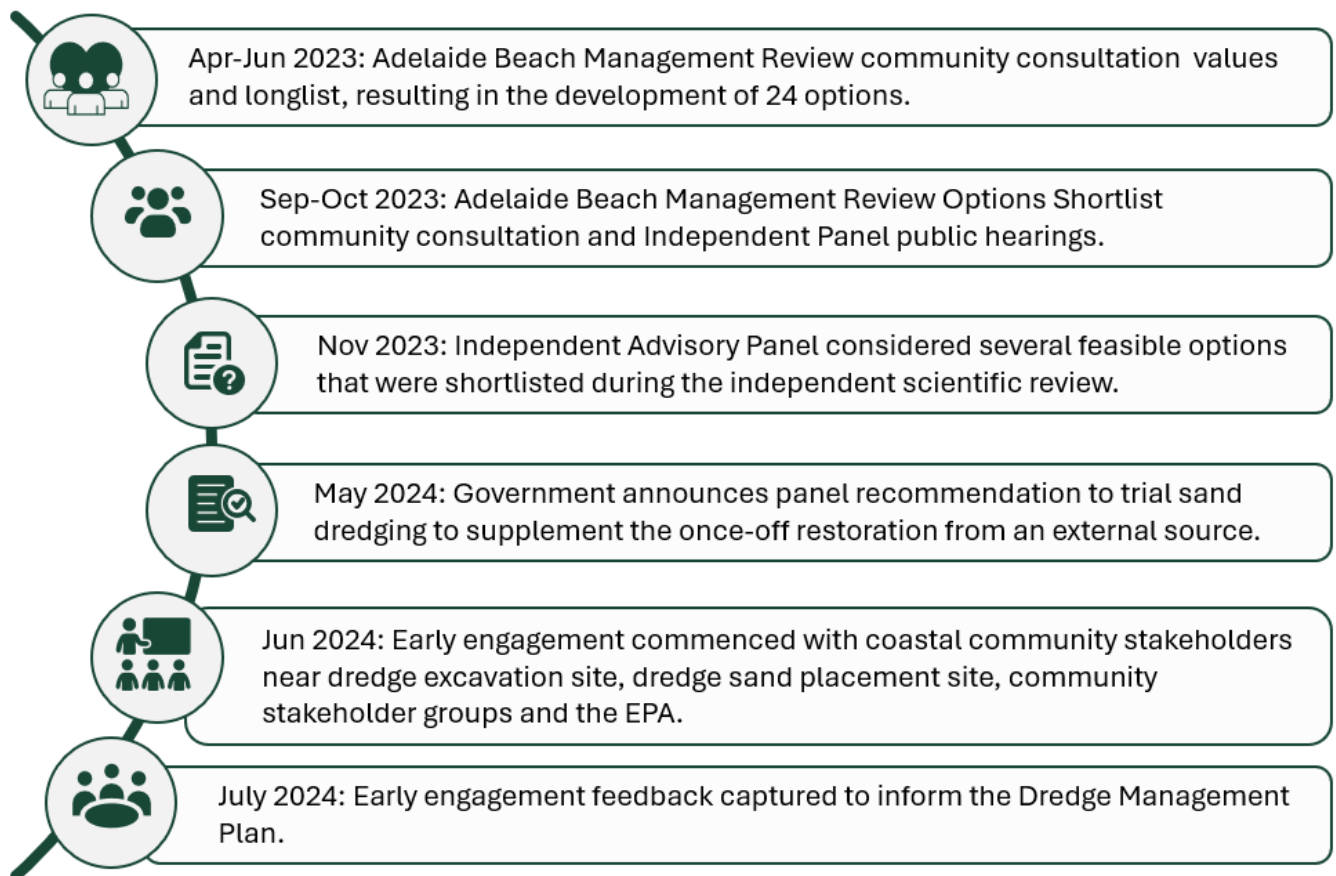 Apr-Jun 2023: Adelaide Beach Management Review community consultation  values
and longlist, resulting in the development of 24 options.
Sep-Oct 2023: Adelaide Beach Management Review Options Shortlist
community consultation and Independent Panel public hearings.
Nov 2023: Independent Advisory Panel considered several feasible options
that were shortlisted during the independent scientific review.
?
May 2024: Government announces panel recommendation to trial sand
dredging to supplement the once-off restoration from an external source.
Jun 2024: Early engagement commenced with coastal community stakeholders
near dredge excavation site, dredge sand placement site, community
stakeholder groups and the EPA.
July 2024: Early engagement feedback captured to inform the Dredge Management
Plan.